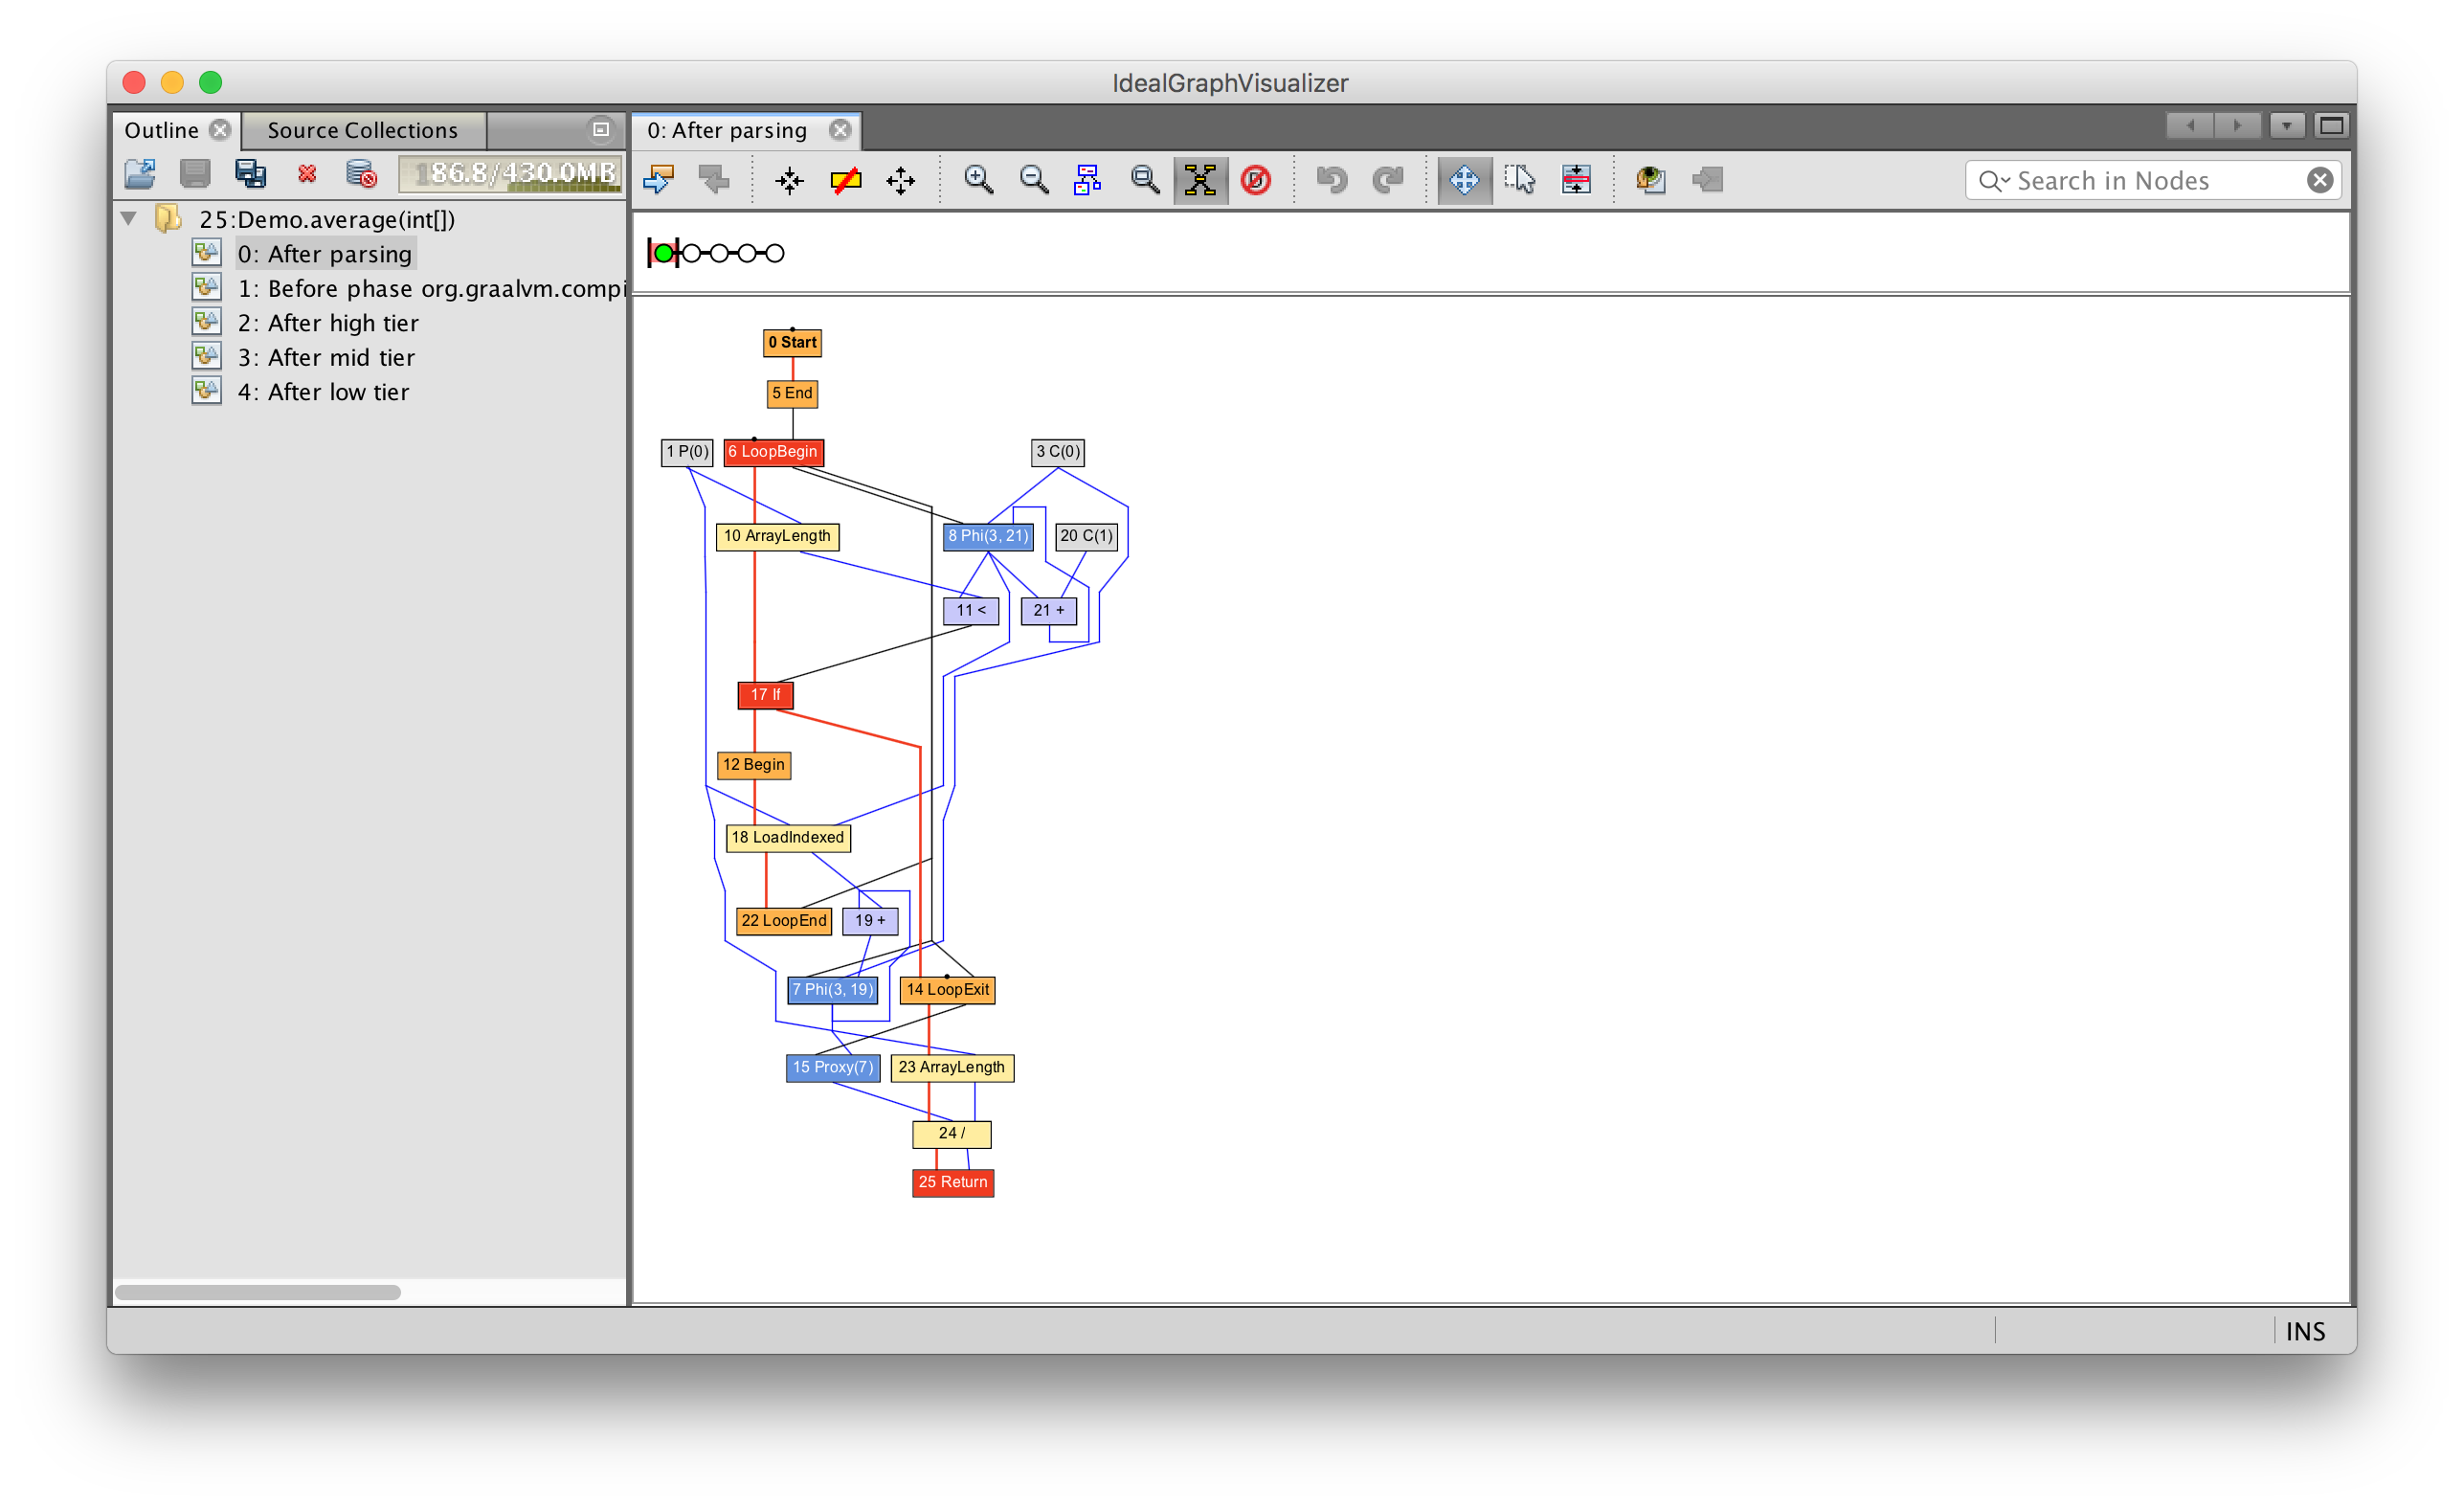 IdealGraphVisualizer
Outline
Source Collections
0: After parsing
186.8/430.0MB
Search in Nodes
25:Demo.average(int[])
0: After parsing
1: Before phase org.graalvm.compi
2: After high tier
3: After mid tier
4: After low tier
0 Start
5 End
1 P(0)
6 LoopBegin
3 C(0)
10 ArrayLength
8 Phi(3, 21)
20 C(1)
11 <
21 +
17 If
12 Begin
18 LoadIndexed
22 LoopEnd
19 +
7 Phi(3, 19)
14 LoopExit
15 Proxy(7)
23 ArrayLength
24 /
25 Return
INS